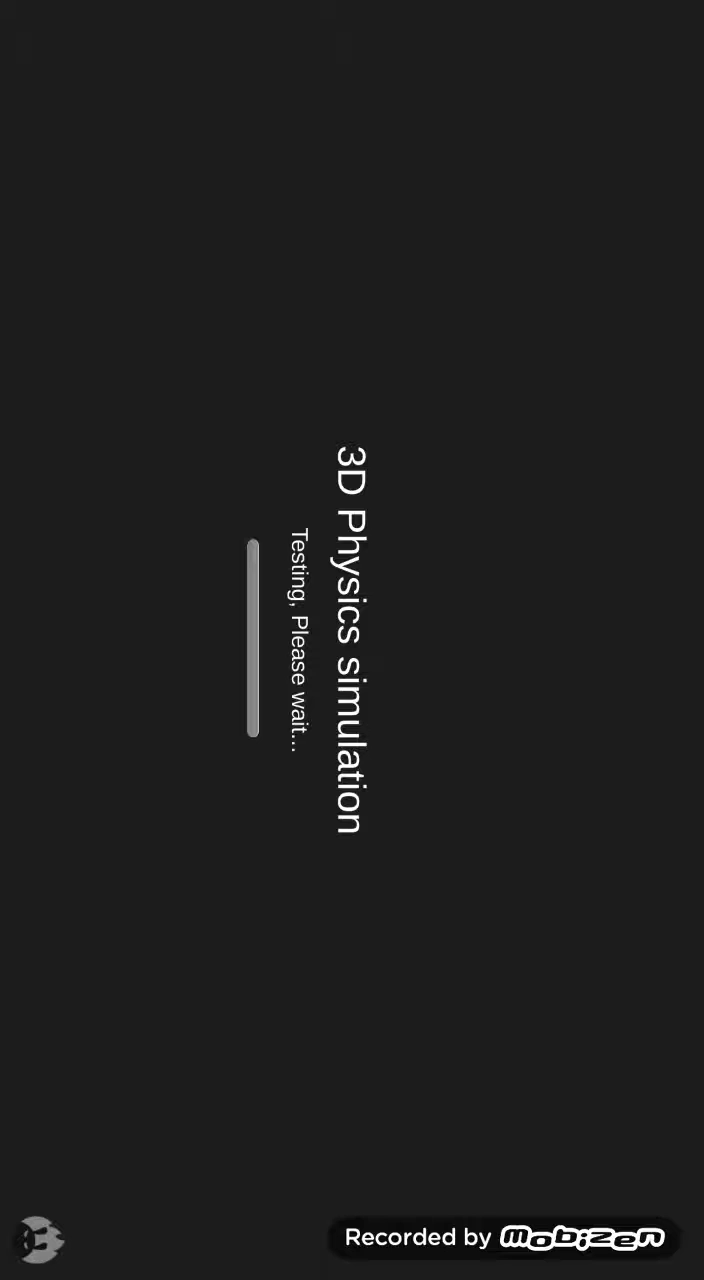 3D Physics simulation
Testing, Please wait...
Recorded by mobizen